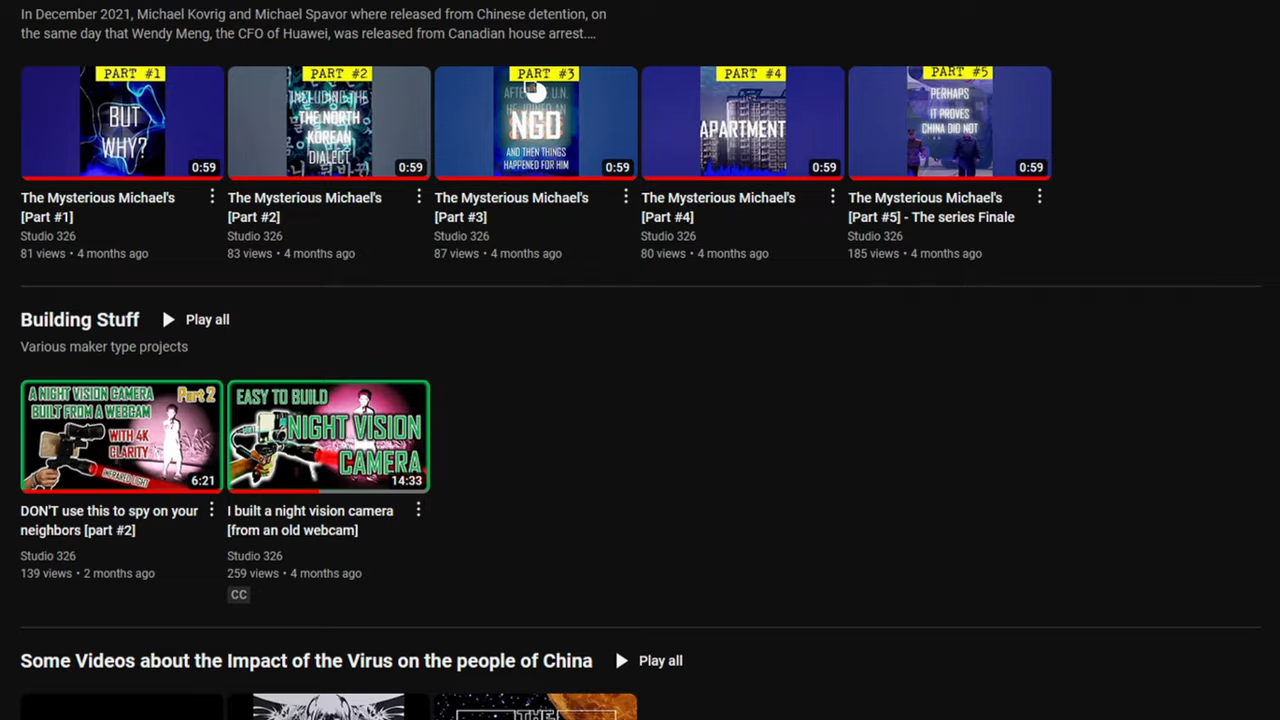 In December 2021, Michael Kovrig and Michael Spavor where released from Chinese detention, on
the same day that Wendy Meng, the CFO of Huawei, was released from Canadian house arrest....
PART #1
BUT
WHY?
0:59
PART #2
INCLUDING THE
THE NORTH
KOREAN
DIALECT
0:59
PART #3
AFTER U.N.
HE JOINED AN
NGO
AND THEN THINGS
HAPPENED FOR HIM
0:59
PART #4
APARTMENT
0:59
PART #5
PERHAPS
IT PROVES
CHINA DID NOT
0:59
The Mysterious Michael's
[Part #1]
Studio 326
81 views • 4 months ago
The Mysterious Michael's
[Part #2]
Studio 326
83 views • 4 months ago
The Mysterious Michael's
[Part #3]
Studio 326
87 views • 4 months ago
The Mysterious Michael's
[Part #4]
Studio 326
80 views • 4 months ago
The Mysterious Michael's
[Part #5] - The series Finale
Studio 326
185 views • 4 months ago
Building Stuff Play all
Various maker type projects
A NIGHT VISION CAMERA Part 2
BUILT FROM A WEBCAM
WITH 4K
CLARITY
INFRARED LIGHT
6:21
EASY TO BUILD
NIGHT VISION
CAMERA
14:33
DON'T use this to spy on your
neighbors [part #2]
Studio 326
139 views • 2 months ago
I built a night vision camera
[from an old webcam]
Studio 326
259 views • 4 months ago
CC
Some Videos about the Impact of the Virus on the people of China Play all
THE